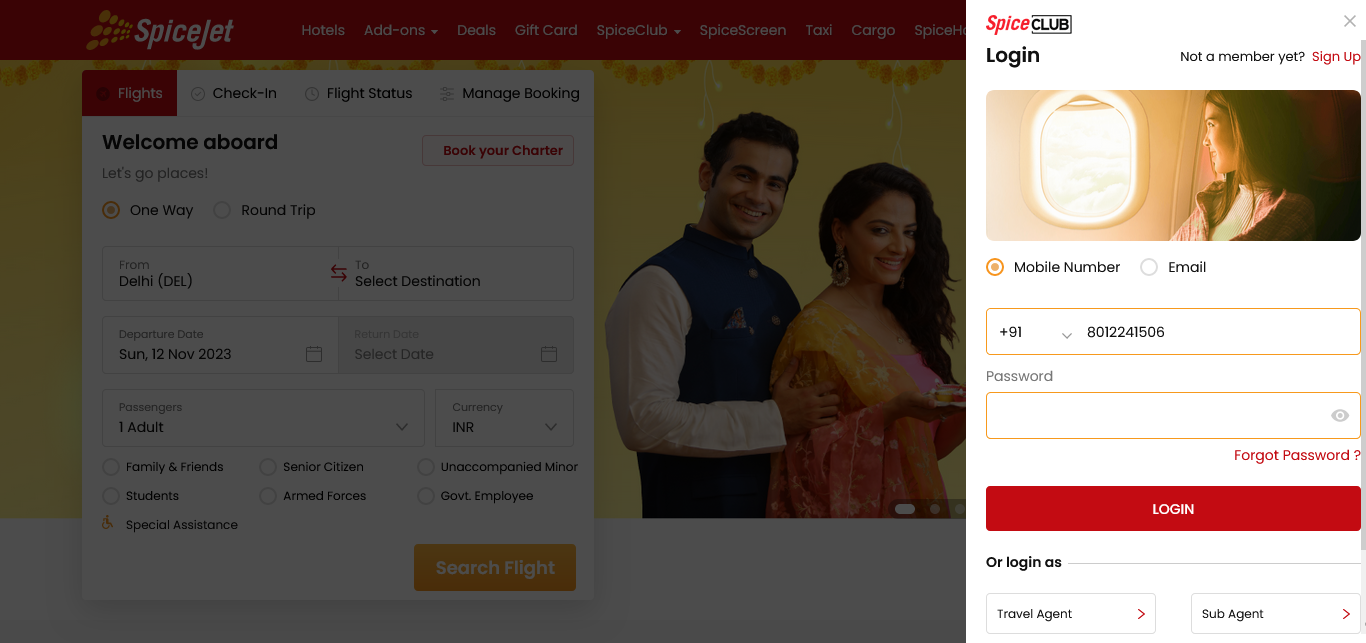 SpiceJet
Hotels
Add-ons
Deals
Gift Card
SpiceClub
SpiceScreen
Taxi
Cargo
Flights
Check-In
Flight Status
Manage Booking
Welcome aboard
Book your Charter
Let's go places!
One Way
Round Trip
From
Delhi (DEL)
To
Select Destination
Departure Date
Sun, 12 Nov 2023
Return Date
Select Date
Passengers
1 Adult
Currency
INR
Family & Friends
Senior Citizen
Unaccompanied Minor
Students
Armed Forces
Govt. Employee
Special Assistance
Search Flight
SpiceCLUB
Login
Not a member yet? Sign Up
Mobile Number
Email
+91
8012241506
Password
Forgot Password ?
LOGIN
Or login as
Travel Agent
Sub Agent